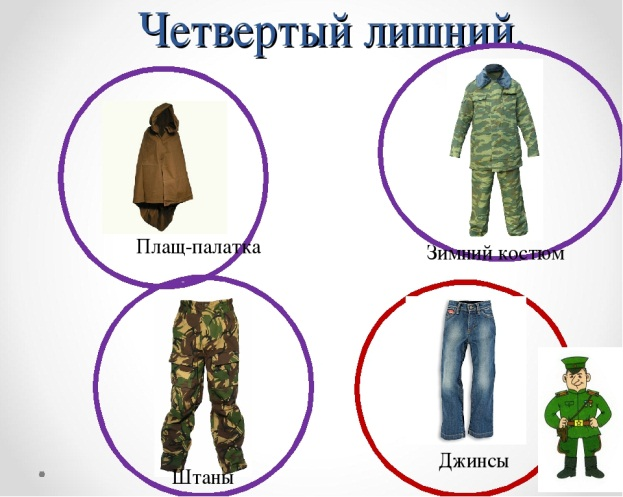 Четвертый лишний.
Плащ-палатка
Зимний костюм
Штаны
Джинсы